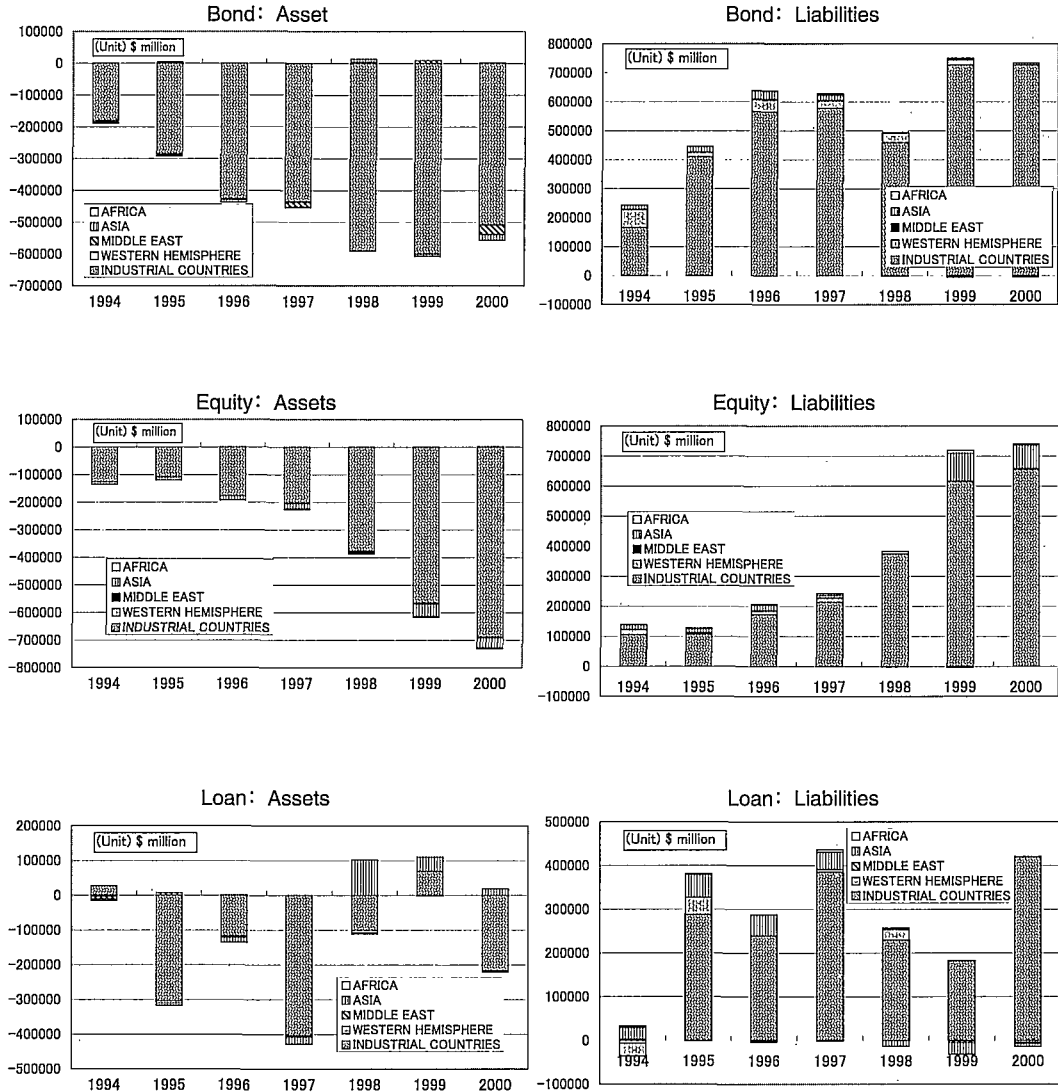 Bond: Asset
(Unit) $ million
100000
0
-100000
-200000
-300000
-400000
-500000
-600000
-700000
AFRICA
ASIA
MIDDLE EAST
WESTERN HEMISPHERE
INDUSTRIAL COUNTRIES
1994 1995 1996 1997 1998 1999 2000
Bond: Liabilities
(Unit) $ million
800000
700000
600000
500000
400000
300000
200000
100000
0
-100000
AFRICA
ASIA
MIDDLE EAST
WESTERN HEMISPHERE
INDUSTRIAL COUNTRIES
1994 1995 1996 1997 1998 1999 2000
Equity: Assets
(Unit) $ million
100000
0
-100000
-200000
-300000
-400000
-500000
-600000
-700000
-800000
AFRICA
ASIA
MIDDLE EAST
WESTERN HEMISPHERE
INDUSTRIAL COUNTRIES
1994 1995 1996 1997 1998 1999 2000
Equity: Liabilities
(Unit) $ million
800000
700000
600000
500000
400000
300000
200000
100000
0
-100000
AFRICA
ASIA
MIDDLE EAST
WESTERN HEMISPHERE
INDUSTRIAL COUNTRIES
1994 1995 1996 1997 1998 1999 2000
Loan: Assets
(Unit) $ million
200000
100000
0
-100000
-200000
-300000
-400000
-500000
AFRICA
ASIA
MIDDLE EAST
WESTERN HEMISPHERE
INDUSTRIAL COUNTRIES
1994 1995 1996 1997 1998 1999 2000
Loan: Liabilities
(Unit) $ million
500000
400000
300000
200000
100000
0
-100000
AFRICA
ASIA
MIDDLE EAST
WESTERN HEMISPHERE
INDUSTRIAL COUNTRIES
1994 1995 1996 1997 1998 1999 2000